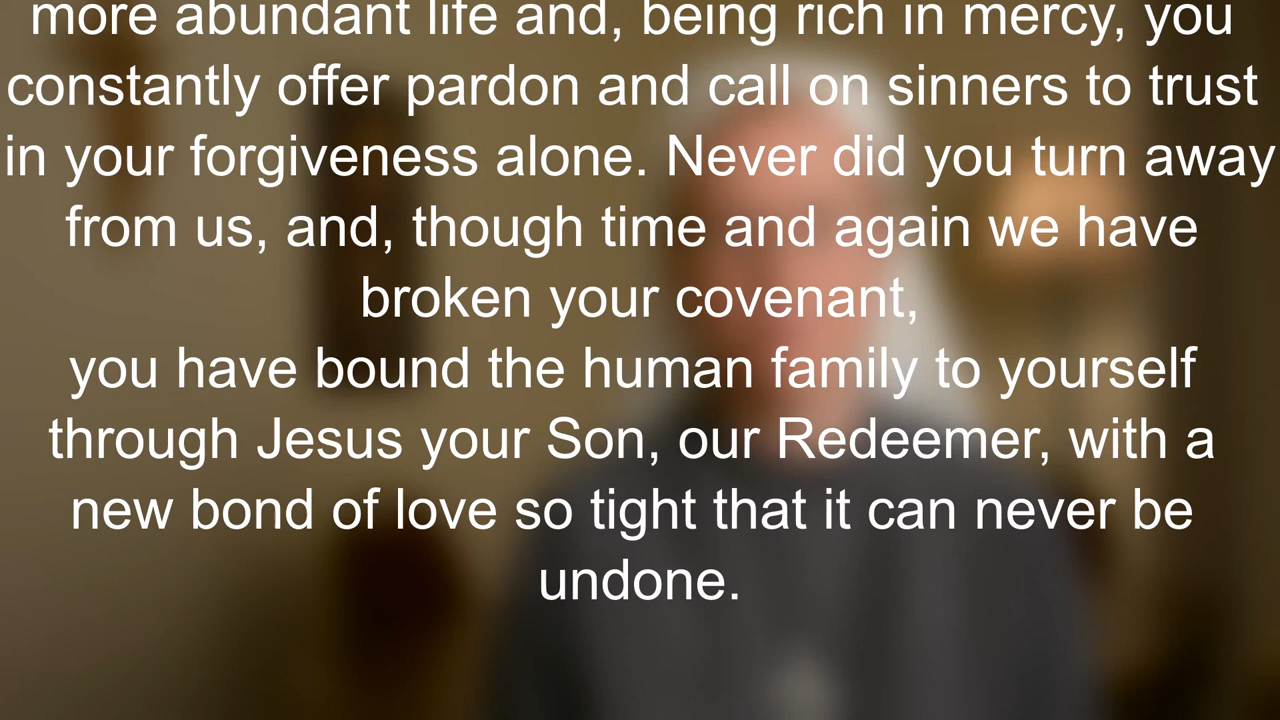 more abundant life and, being rich in mercy, you
constantly offer pardon and call on sinners to trust
in your forgiveness alone. Never did you turn away
from us, and, though time and again we have
broken your covenant,
you have bound the human family to yourself
through Jesus your Son, our Redeemer, with a
new bond of love so tight that it can never be
undone.